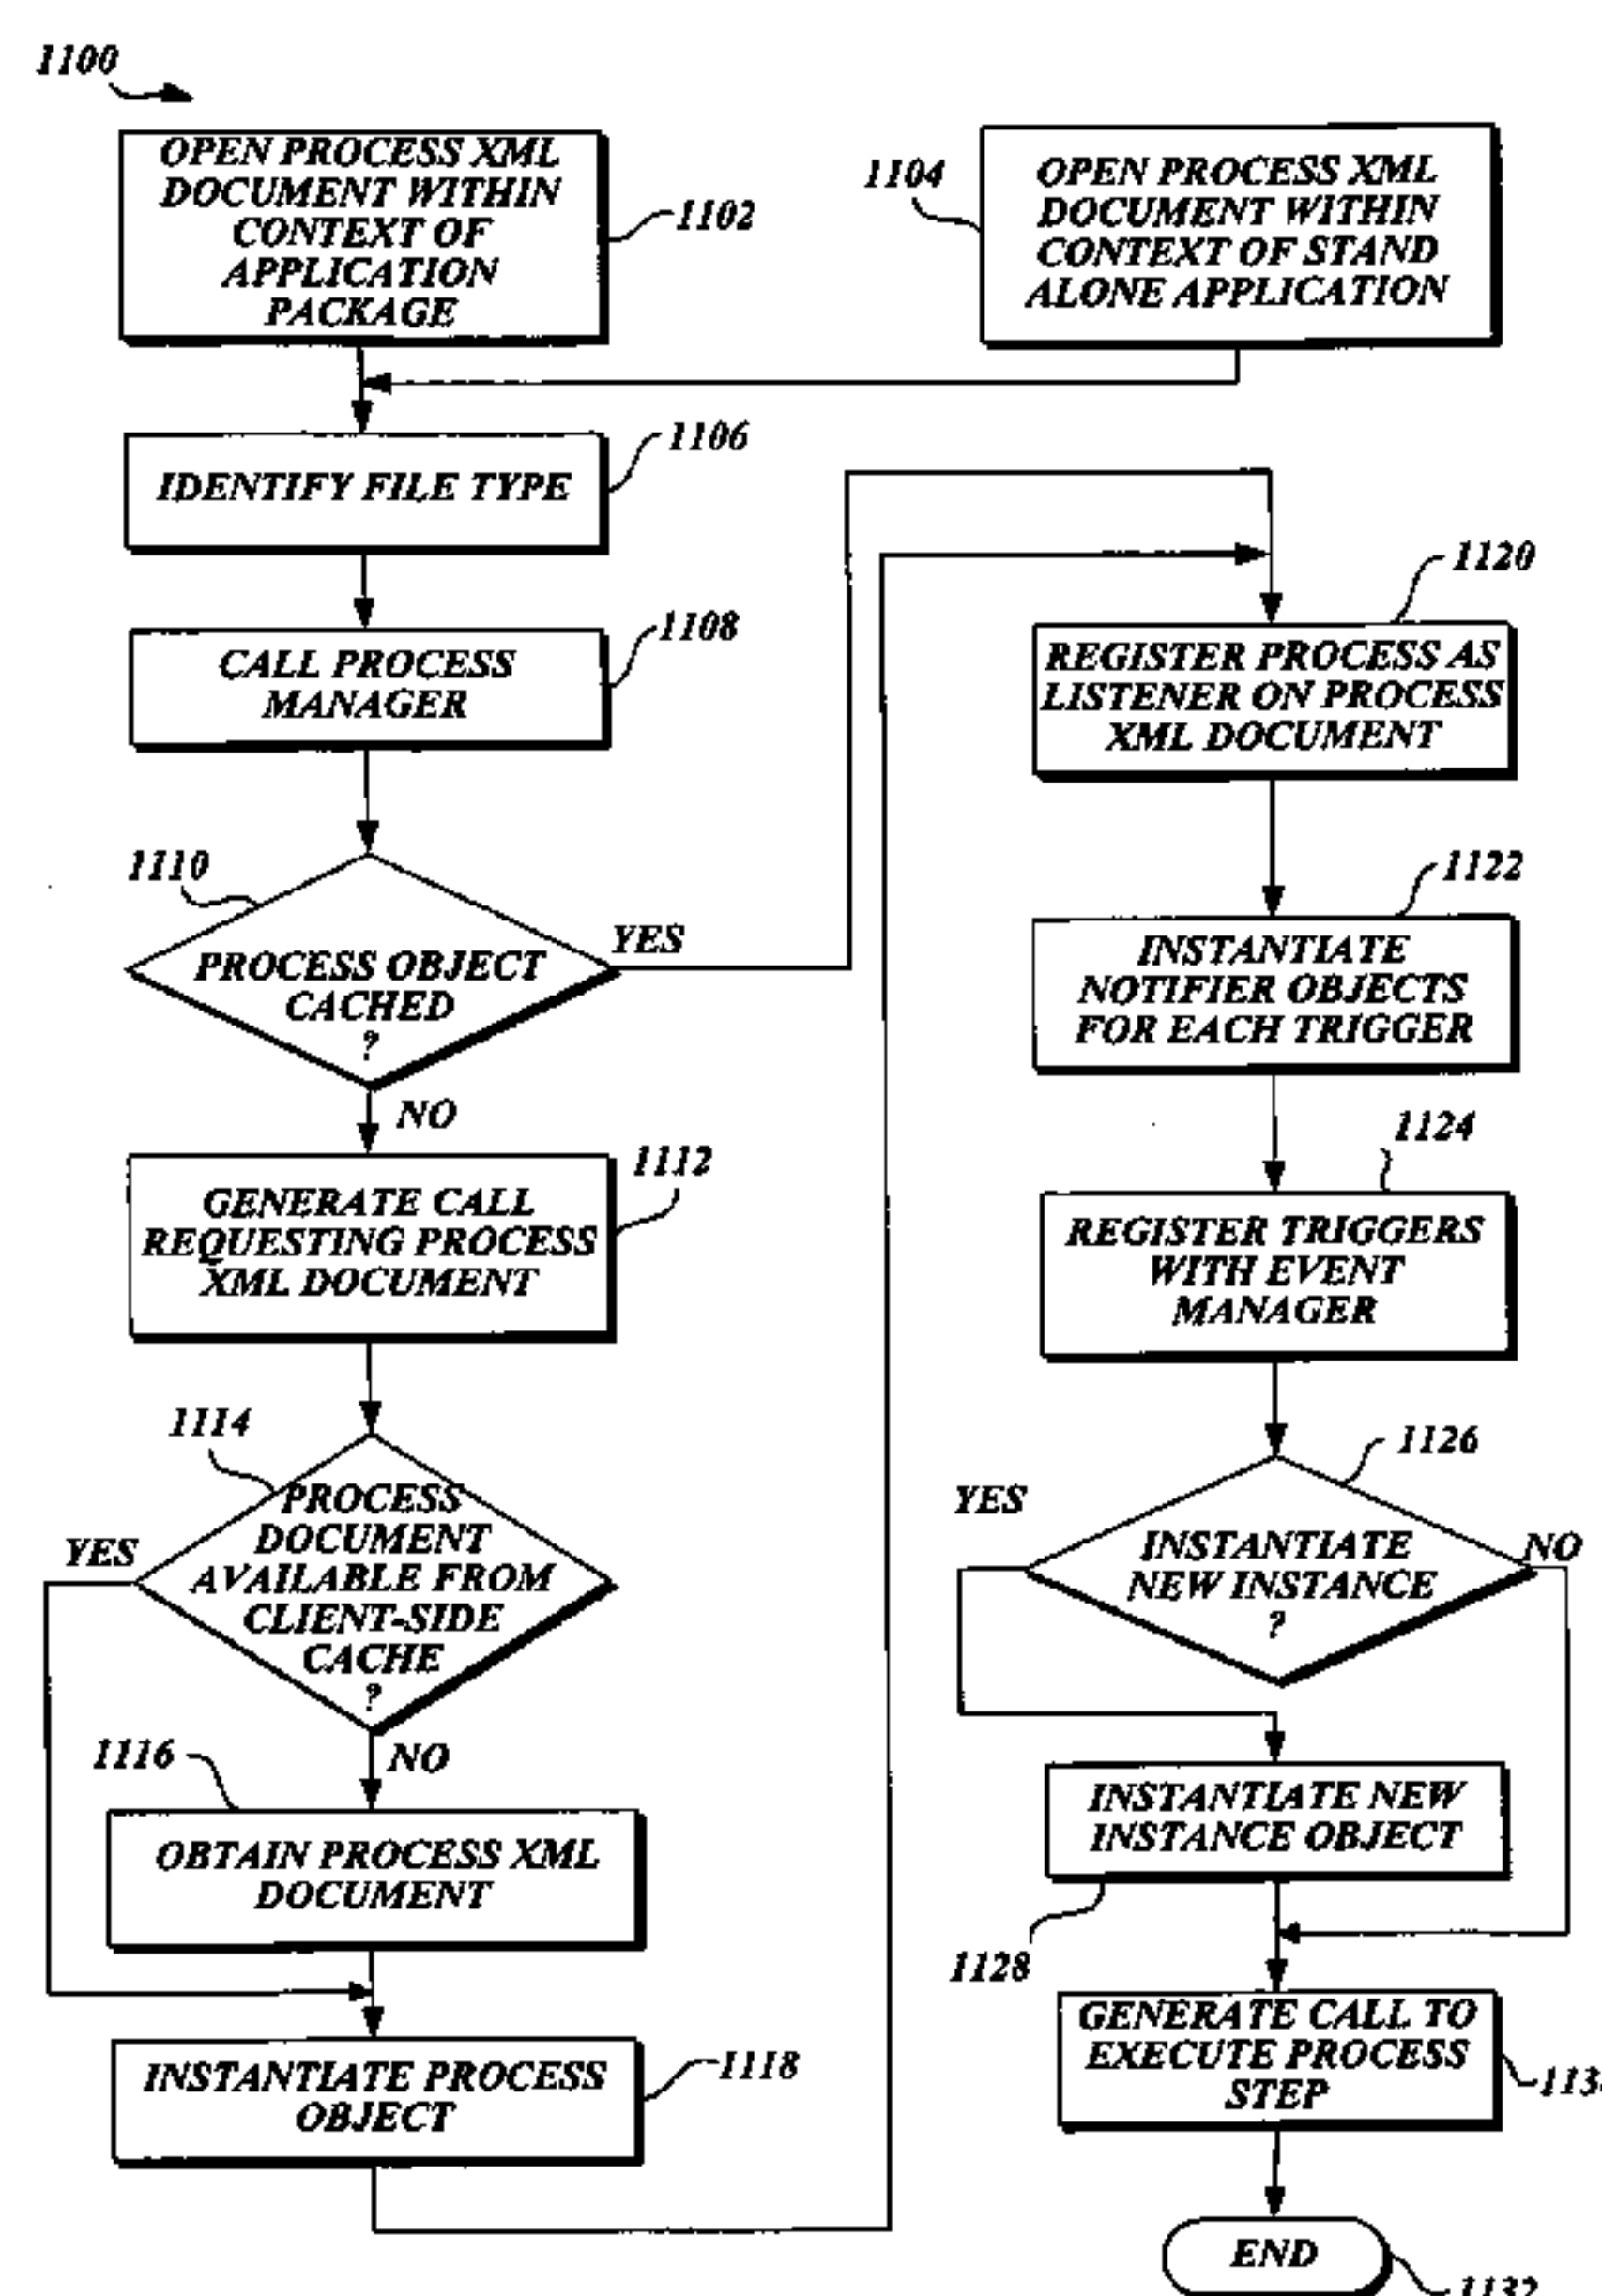 1100
OPEN PROCESS XML
DOCUMENT WITHIN
CONTEXT OF
APPLICATION
PACKAGE
1102
1104
OPEN PROCESS XML
DOCUMENT WITHIN
CONTEXT OF STAND
ALONE APPLICATION
IDENTIFY FILE TYPE
1106
CALL PROCESS
MANAGER
1108
1110
PROCESS OBJECT
CACHED
?
YES
NO
GENERATE CALL
REQUESTING PROCESS
XML DOCUMENT
1112
1114
PROCESS
DOCUMENT
AVAILABLE FROM
CLIENT-SIDE
CACHE
?
YES
NO
1116
OBTAIN PROCESS XML
DOCUMENT
INSTANTIATE PROCESS
OBJECT
1118
1120
REGISTER PROCESS AS
LISTENER ON PROCESS
XML DOCUMENT
1122
INSTANTIATE
NOTIFIER OBJECTS
FOR EACH TRIGGER
1124
REGISTER TRIGGERS
WITH EVENT
MANAGER
1126
YES
INSTANTIATE
NEW INSTANCE
?
NO
INSTANTIATE NEW
INSTANCE OBJECT
1128
GENERATE CALL TO
EXECUTE PROCESS
STEP
END
1132